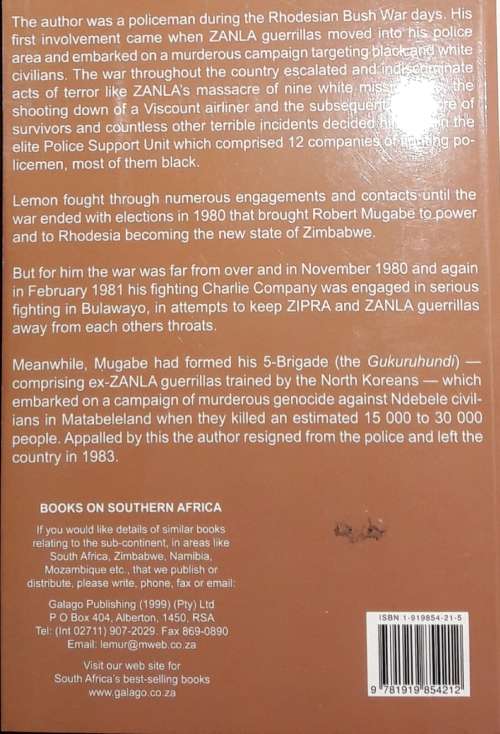 The author was a policeman during the Rhodesian Bush War days. His
first involvement came when ZANLA guerrillas moved into his police
area and embarked on a murderous campaign targeting black and white
civilians. The war throughout the country escalated and indiscriminate
acts of terror like ZANLA's massacre of nine white the
shooting down of a Viscount airliner and the subsequent of
survivors and countless other terrible incidents decided the
elite Police Support Unit which comprised 12 companies of fighting po-
licemen, most of them black.
Lemon fought through numerous engagements and contacts until the
war ended with elections in 1980 that brought Robert Mugabe to power
and to Rhodesia becoming the new state of Zimbabwe.
But for him the war was far from over and in November 1980 and again
in February 1981 his fighting Charlie Company was engaged in serious
fighting in Bulawayo, in attempts to keep ZIPRA and ZANLA guerrillas
away from each others throats.
Meanwhile, Mugabe had formed his 5-Brigade (the Gukuruhundi) —
comprising ex-ZANLA guerrillas trained by the North Koreans — which
embarked on a campaign of murderous genocide against Ndebele civil-
ians in Matabeleland when they killed an estimated 15 000 to 30 000
people. Appalled by this the author resigned from the police and left the
country in 1983.
BOOKS ON SOUTHERN AFRICA
If you would like details of similar books
relating to the sub-continent, in areas like
South Africa, Zimbabwe, Namibia,
Mozambique etc., that we publish or
distribute, please write, phone, fax or email:
Galago Publishing (1999) (Pty) Ltd
P O Box 404, Alberton, 1450, RSA
Tel: (Int 02711) 907-2029. Fax 869-0890
Email: lemur@mweb.co.za
Visit our web site for
South Africa's best-selling books
www.galago.co.za
ISBN 1-919854-21-5
9 781919 854212